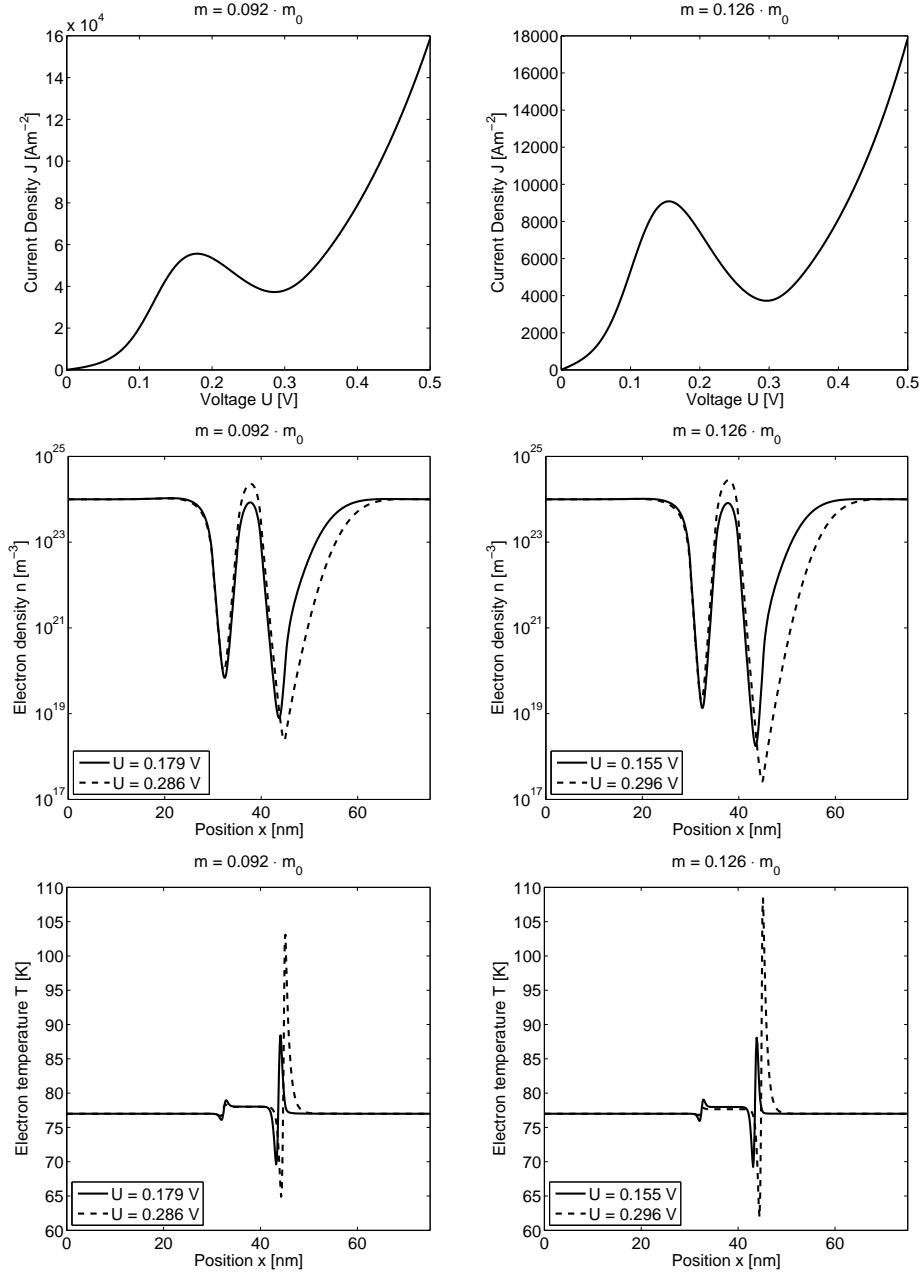 m = 0.092 · m0
x 10^4
16
14
12
10
8
6
4
2
0
Current Density J [Am−2]
0 0.1 0.2 0.3 0.4 0.5
Voltage U [V]
m = 0.126 · m0
18000
16000
14000
12000
10000
8000
6000
4000
2000
0
Current Density J [Am−2]
0 0.1 0.2 0.3 0.4 0.5
Voltage U [V]
m = 0.092 · m0
10^25
10^23
10^21
10^19
10^17
Electron density n [m−3]
U = 0.179 V
U = 0.286 V
0 20 40 60
Position x [nm]
m = 0.126 · m0
10^25
10^23
10^21
10^19
10^17
Electron density n [m−3]
U = 0.155 V
U = 0.296 V
0 20 40 60
Position x [nm]
m = 0.092 · m0
110
105
100
95
90
85
80
75
70
65
60
Electron temperature T [K]
U = 0.179 V
U = 0.286 V
0 20 40 60
Position x [nm]
m = 0.126 · m0
110
105
100
95
90
85
80
75
70
65
60
Electron temperature T [K]
U = 0.155 V
U = 0.296 V
0 20 40 60
Position x [nm]